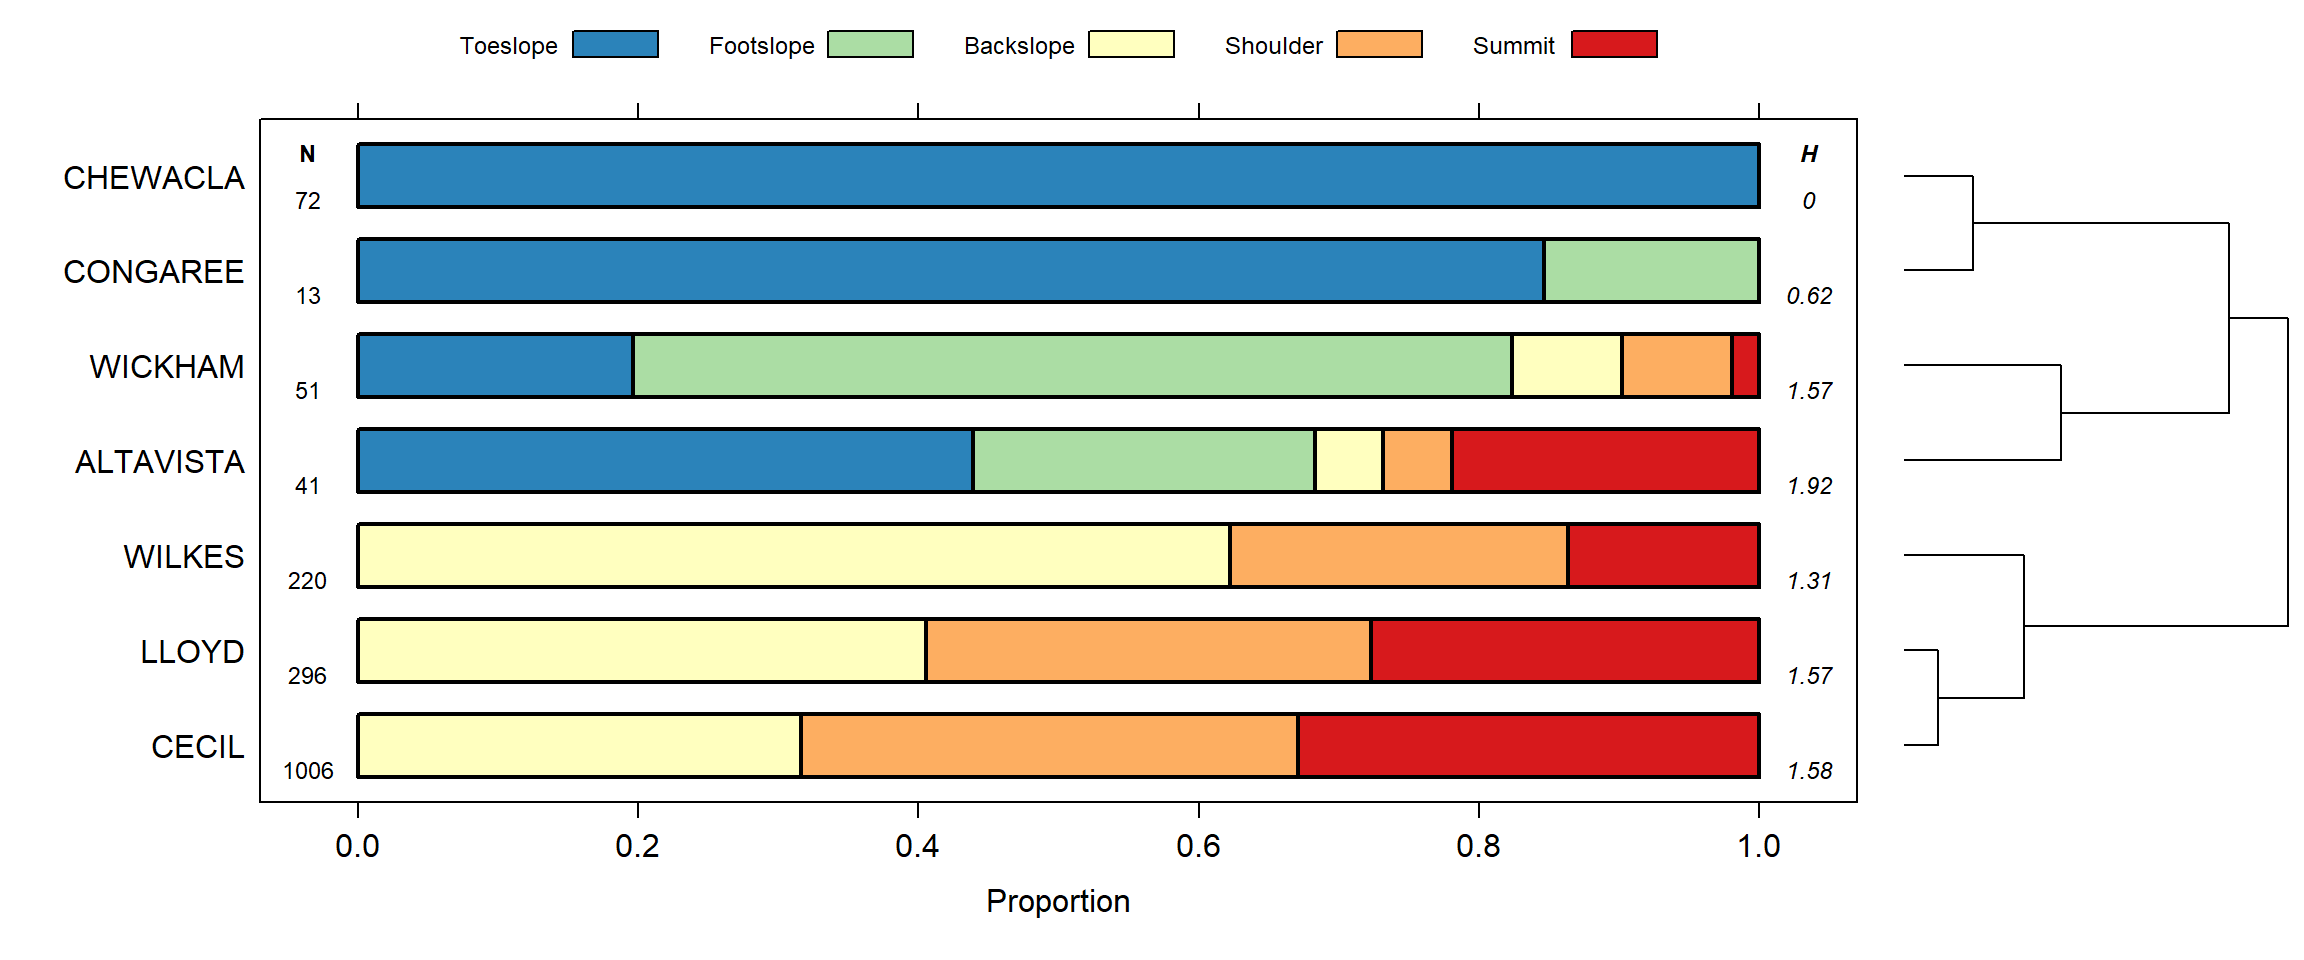 Toeslope Footslope Backslope Shoulder Summit
N H
CHEWACLA 72 0
CONGAREE 13 0.62
WICKHAM 51 1.57
ALTAVISTA 41 1.92
WILKES 220 1.31
LLOYD 296 1.57
CECIL 1006 1.58
0.0 0.2 0.4 0.6 0.8 1.0
Proportion